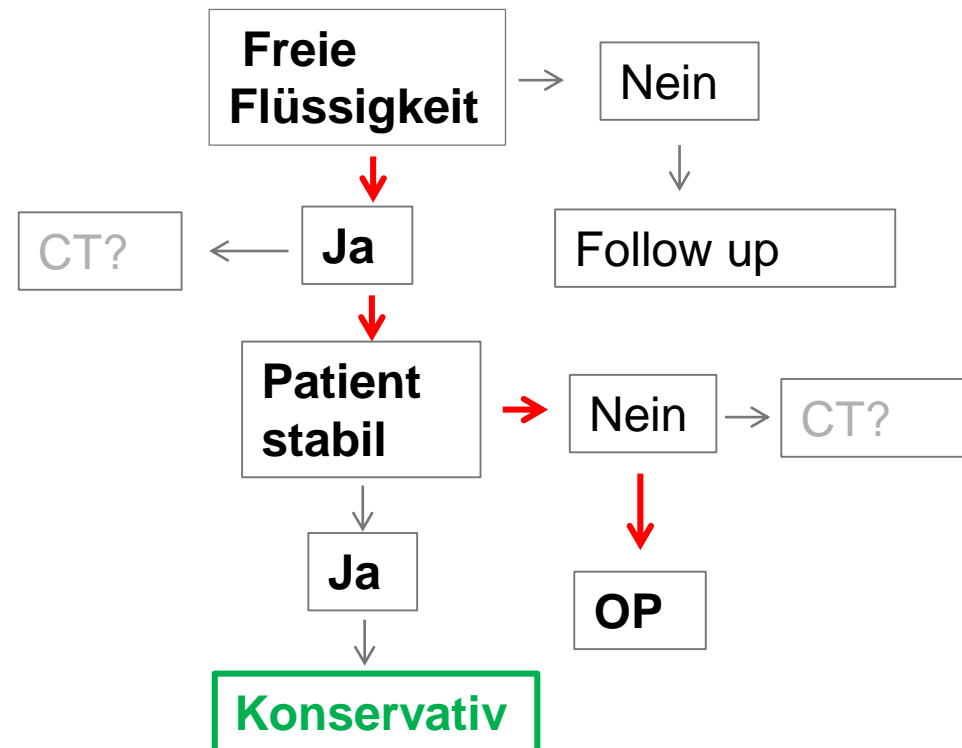 Freie
Flüssigkeit
Nein
CT?
Ja
Follow up
Patient
stabil
Nein
CT?
Ja
OP
Konservativ